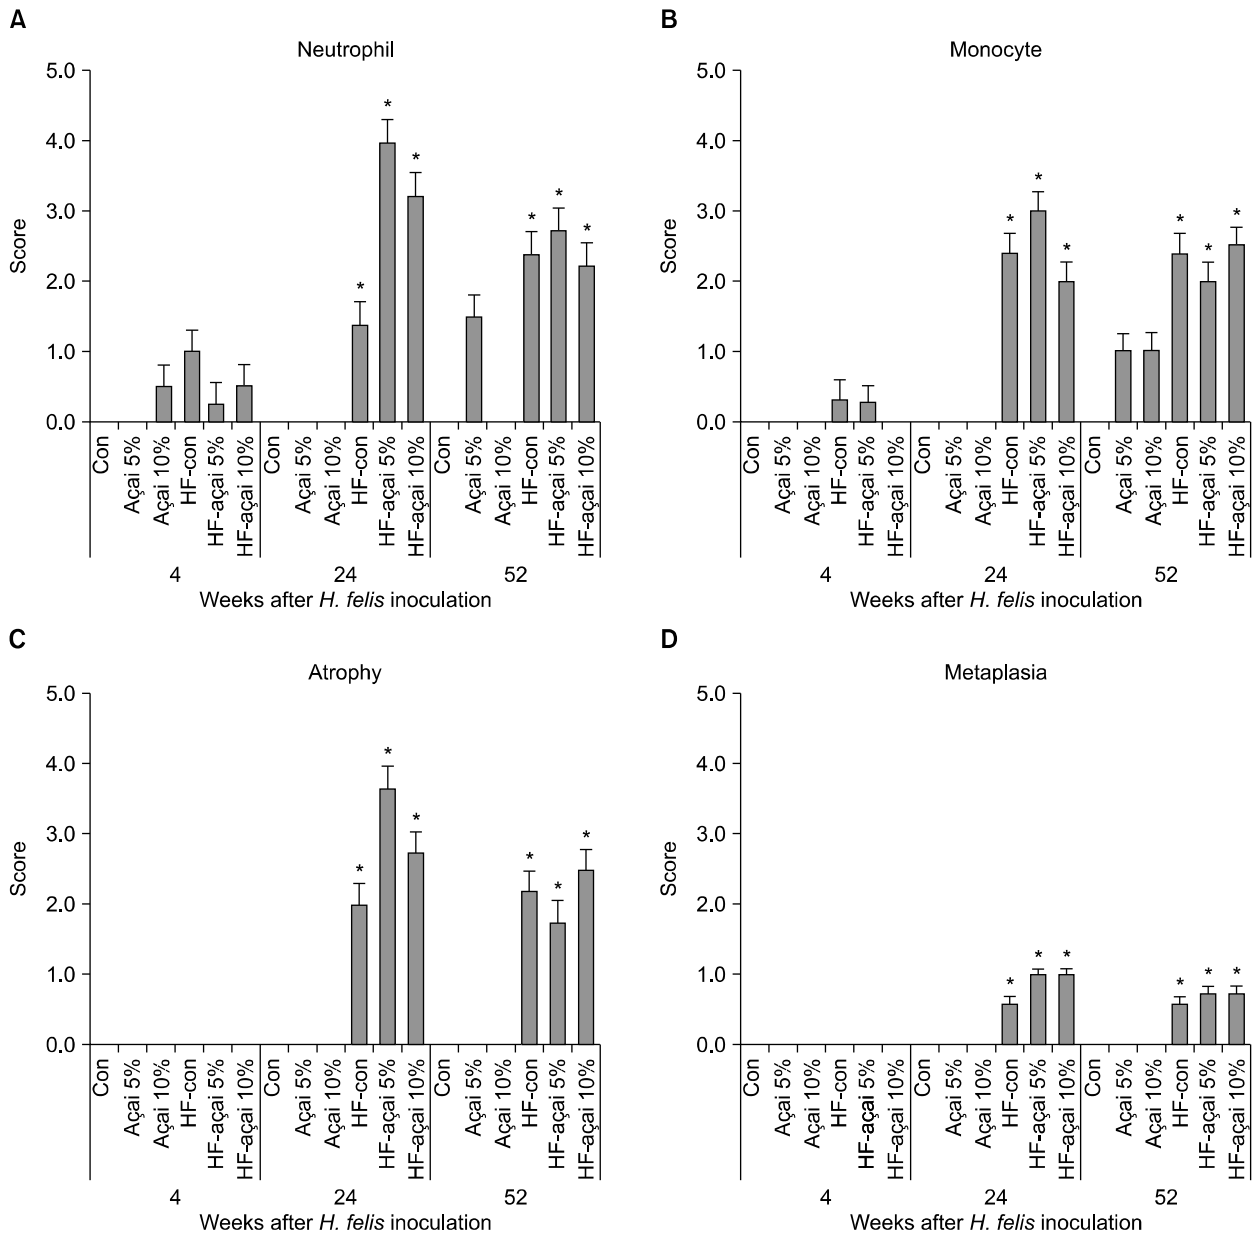 A
Neutrophil
5.0
4.0
3.0
2.0
1.0
0.0
Score
* * * * * *
Con Açai 5% Açai 10% HF-con HF-açai 5% HF-açai 10% Con Açai 5% Açai 10% HF-con HF-açai 5% HF-açai 10% Con Açai 5% Açai 10% HF-con HF-açai 5% HF-açai 10%
4 24 52
Weeks after H. felis inoculation
B
Monocyte
5.0
4.0
3.0
2.0
1.0
0.0
Score
* * * * * *
Con Açai 5% Açai 10% HF-con HF-açai 5% HF-açai 10% Con Açai 5% Açai 10% HF-con HF-açai 5% HF-açai 10% Con Açai 5% Açai 10% HF-con HF-açai 5% HF-açai 10%
4 24 52
Weeks after H. felis inoculation
C
Atrophy
5.0
4.0
3.0
2.0
1.0
0.0
Score
* * * * * *
Con Açai 5% Açai 10% HF-con HF-açai 5% HF-açai 10% Con Açai 5% Açai 10% HF-con HF-açai 5% HF-açai 10% Con Açai 5% Açai 10% HF-con HF-açai 5% HF-açai 10%
4 24 52
Weeks after H. felis inoculation
D
Metaplasia
5.0
4.0
3.0
2.0
1.0
0.0
Score
* * * * * *
Con Açai 5% Açai 10% HF-con HF-açai 5% HF-açai 10% Con Açai 5% Açai 10% HF-con HF-açai 5% HF-açai 10% Con Açai 5% Açai 10% HF-con HF-açai 5% HF-açai 10%
4 24 52
Weeks after H. felis inoculation